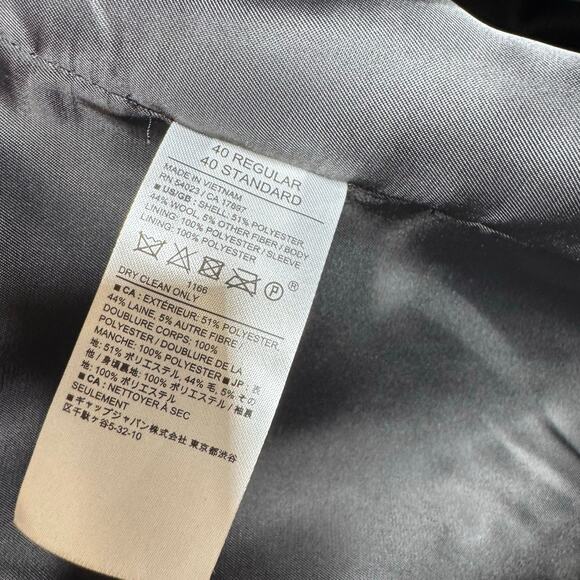 40 REGULAR
40 STANDARD
MADE IN VIETNAM
RN 54023 / CA 17897
■ US/GB : SHELL: 51% POLYESTER,
44% WOOL, 5% OTHER FIBER / BODY
LINING: 100% POLYESTER / SLEEVE
LINING: 100% POLYESTER
P ®
1166
DRY CLEAN ONLY
■ CA : EXTÉRIEUR: 51% POLYESTER,
44% LAINE, 5% AUTRE FIBRE /
DOUBLURE CORPS: 100%
POLYESTER / DOUBLURE DE LA
MANCHE: 100% POLYESTER ■ JP : 表
地: 51% ポリエステル 44% 毛, 5% その
他 / 身頃裏地: 100% ポリエステル / 袖裏
地: 100% ポリエステル
■ CA : NETTOYER À SEC
SEULEMENT
■ ギャップジャパン株式会社 東京都渋谷
区千駄ヶ谷5-32-10